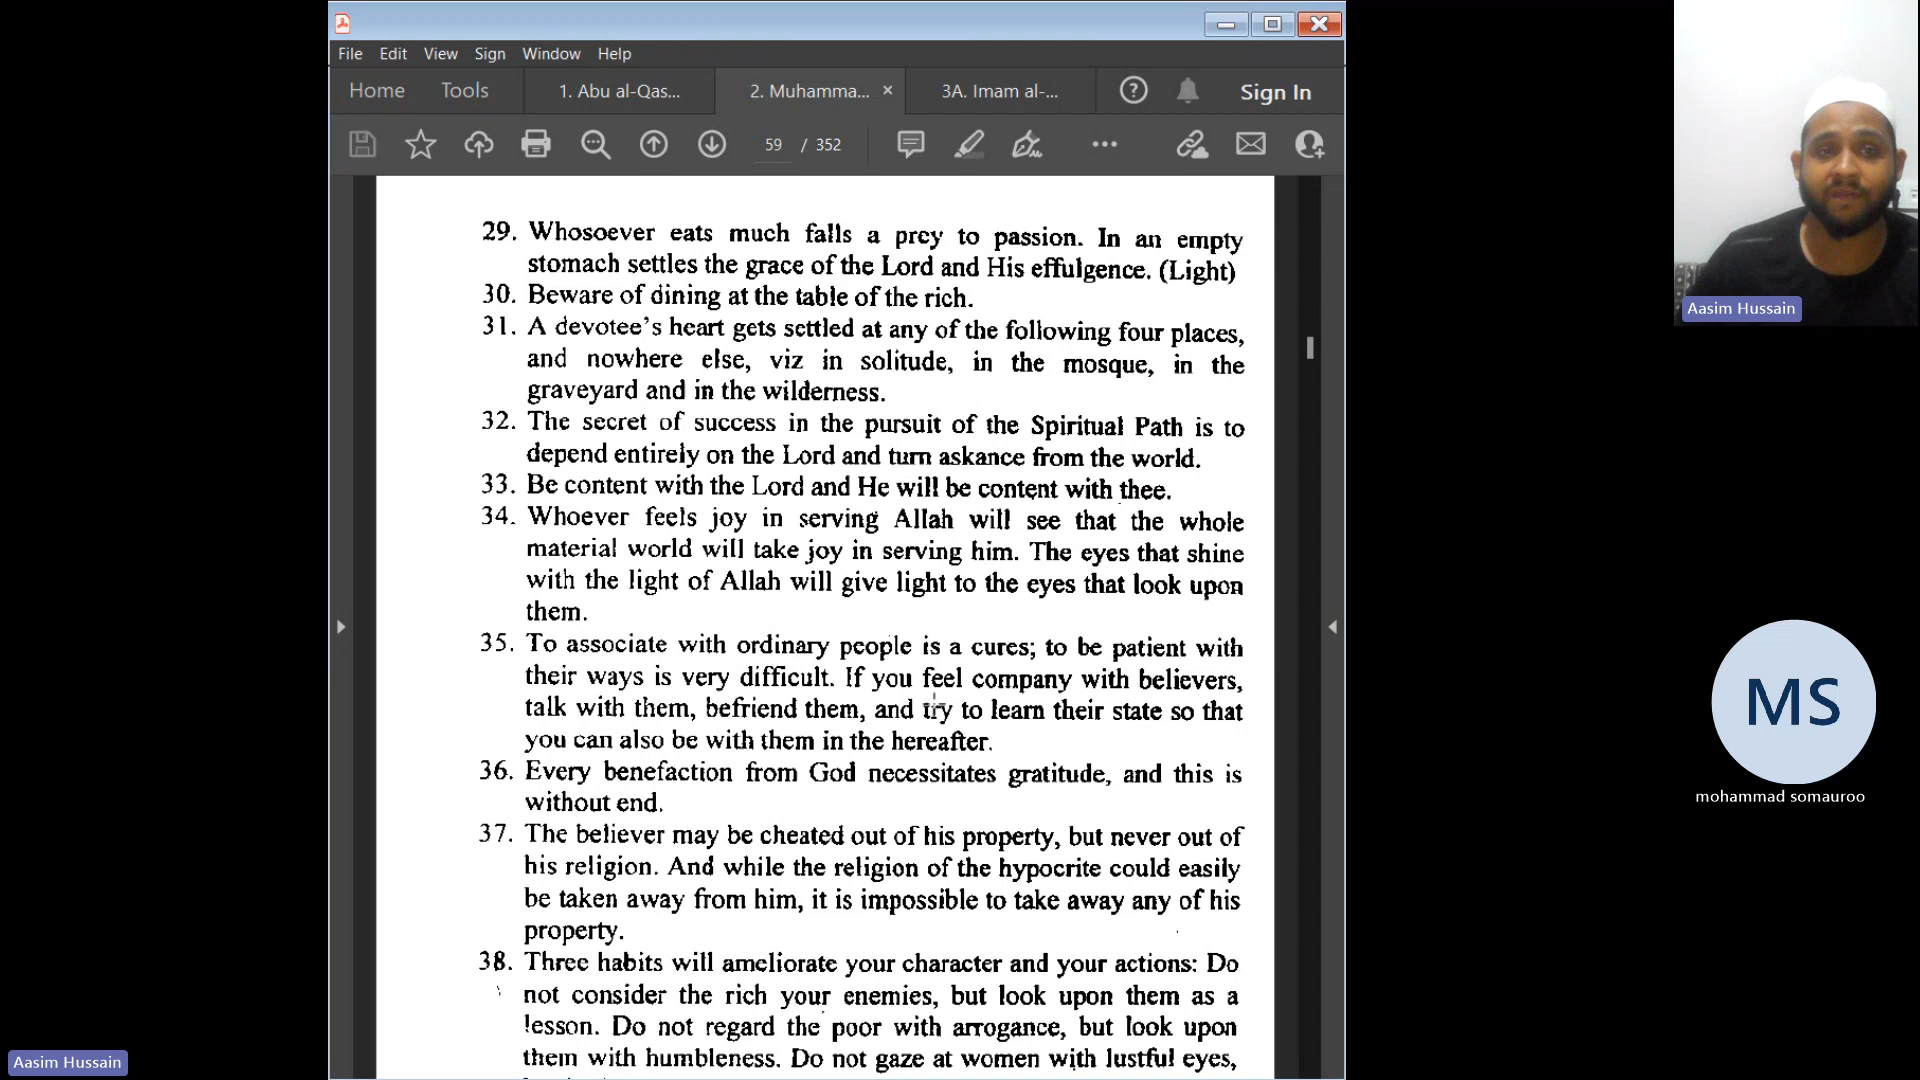 File Edit View Sign Window Help
Home Tools 1. Abu al-Qas... 2. Muhamma... × 3A. Imam al-... Sign In
59 / 352
29. Whosoever eats much falls a prey to passion. In an empty
stomach settles the grace of the Lord and His effulgence. (Light)
30. Beware of dining at the table of the rich.
31. A devotee's heart gets settled at any of the following four places,
and nowhere else, viz in solitude, in the mosque, in the
graveyard and in the wilderness.
32. The secret of success in the pursuit of the Spiritual Path is to
depend entirely on the Lord and turn askance from the world.
33. Be content with the Lord and He will be content with thee.
34. Whoever feels joy in serving Allah will see that the whole
material world will take joy in serving him. The eyes that shine
with the light of Allah will give light to the eyes that look upon
them.
35. To associate with ordinary people is a cures; to be patient with
their ways is very difficult. If you feel company with believers,
talk with them, befriend them, and try to learn their state so that
you can also be with them in the hereafter.
36. Every benefaction from God necessitates gratitude, and this is
without end.
37. The believer may be cheated out of his property, but never out of
his religion. And while the religion of the hypocrite could easily
be taken away from him, it is impossible to take away any of his
property.
38. Three habits will ameliorate your character and your actions: Do
not consider the rich your enemies, but look upon them as a
lesson. Do not regard the poor with arrogance, but look upon
them with humbleness. Do not gaze at women with lustful eyes,
Aasim Hussain
MS
mohammad somauroo
Aasim Hussain